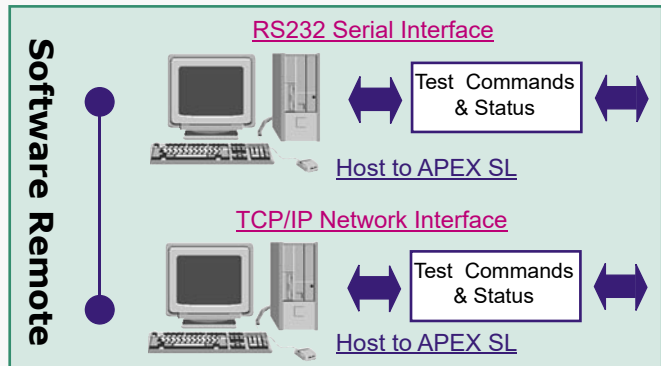 Software Remote
RS232 Serial Interface
Test Commands
& Status
Host to APEX SL
TCP/IP Network Interface
Test Commands
& Status
Host to APEX SL